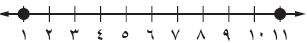 ١ ٢ ٣ ٤ ٥ ٦ ٧ ٨ ٩ ١٠ ١١